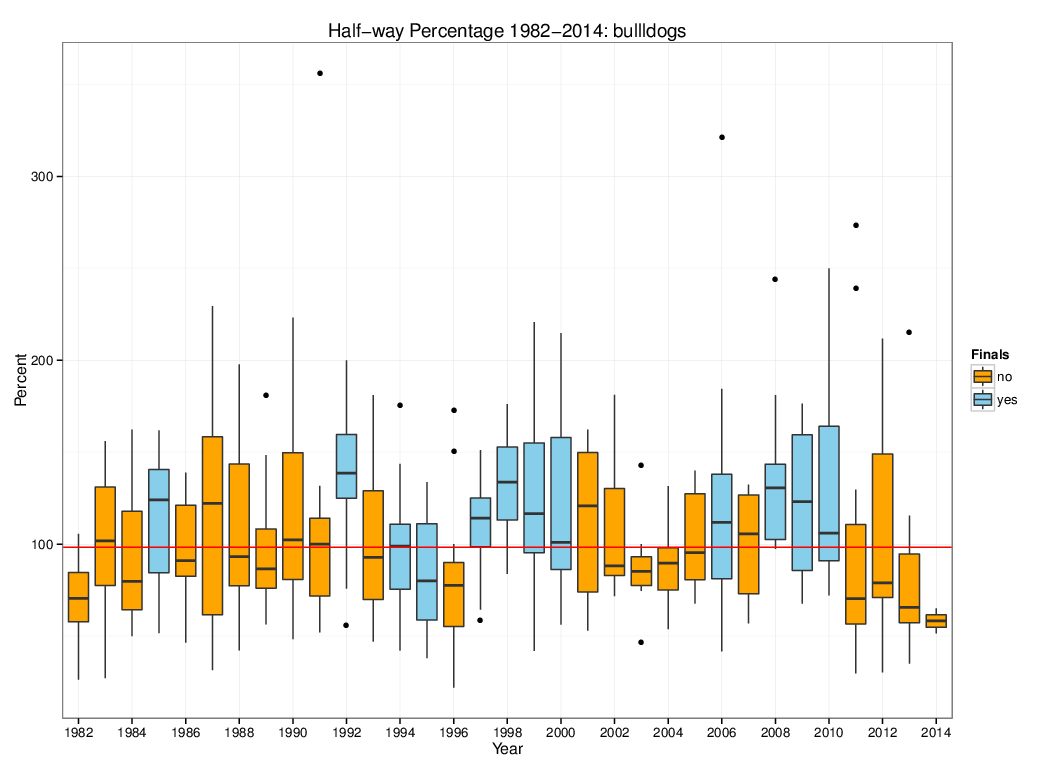 Half−way Percentage 1982−2014: bullldogs
300
200
100
Percent
1982 1984 1986 1988 1990 1992 1994 1996 1998 2000 2002 2004 2006 2008 2010 2012 2014
Year
Finals
no
yes